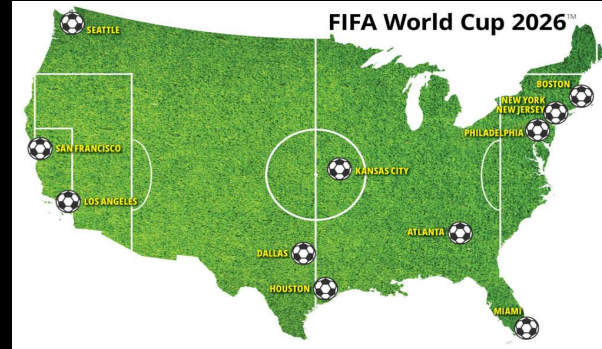 FIFA World Cup 2026™
SEATTLE
BOSTON
NEW YORK
NEW JERSEY
PHILADELPHIA
SAN FRANCISCO
KANSAS CITY
LOS ANGELES
ATLANTA
DALLAS
HOUSTON
MIAMI